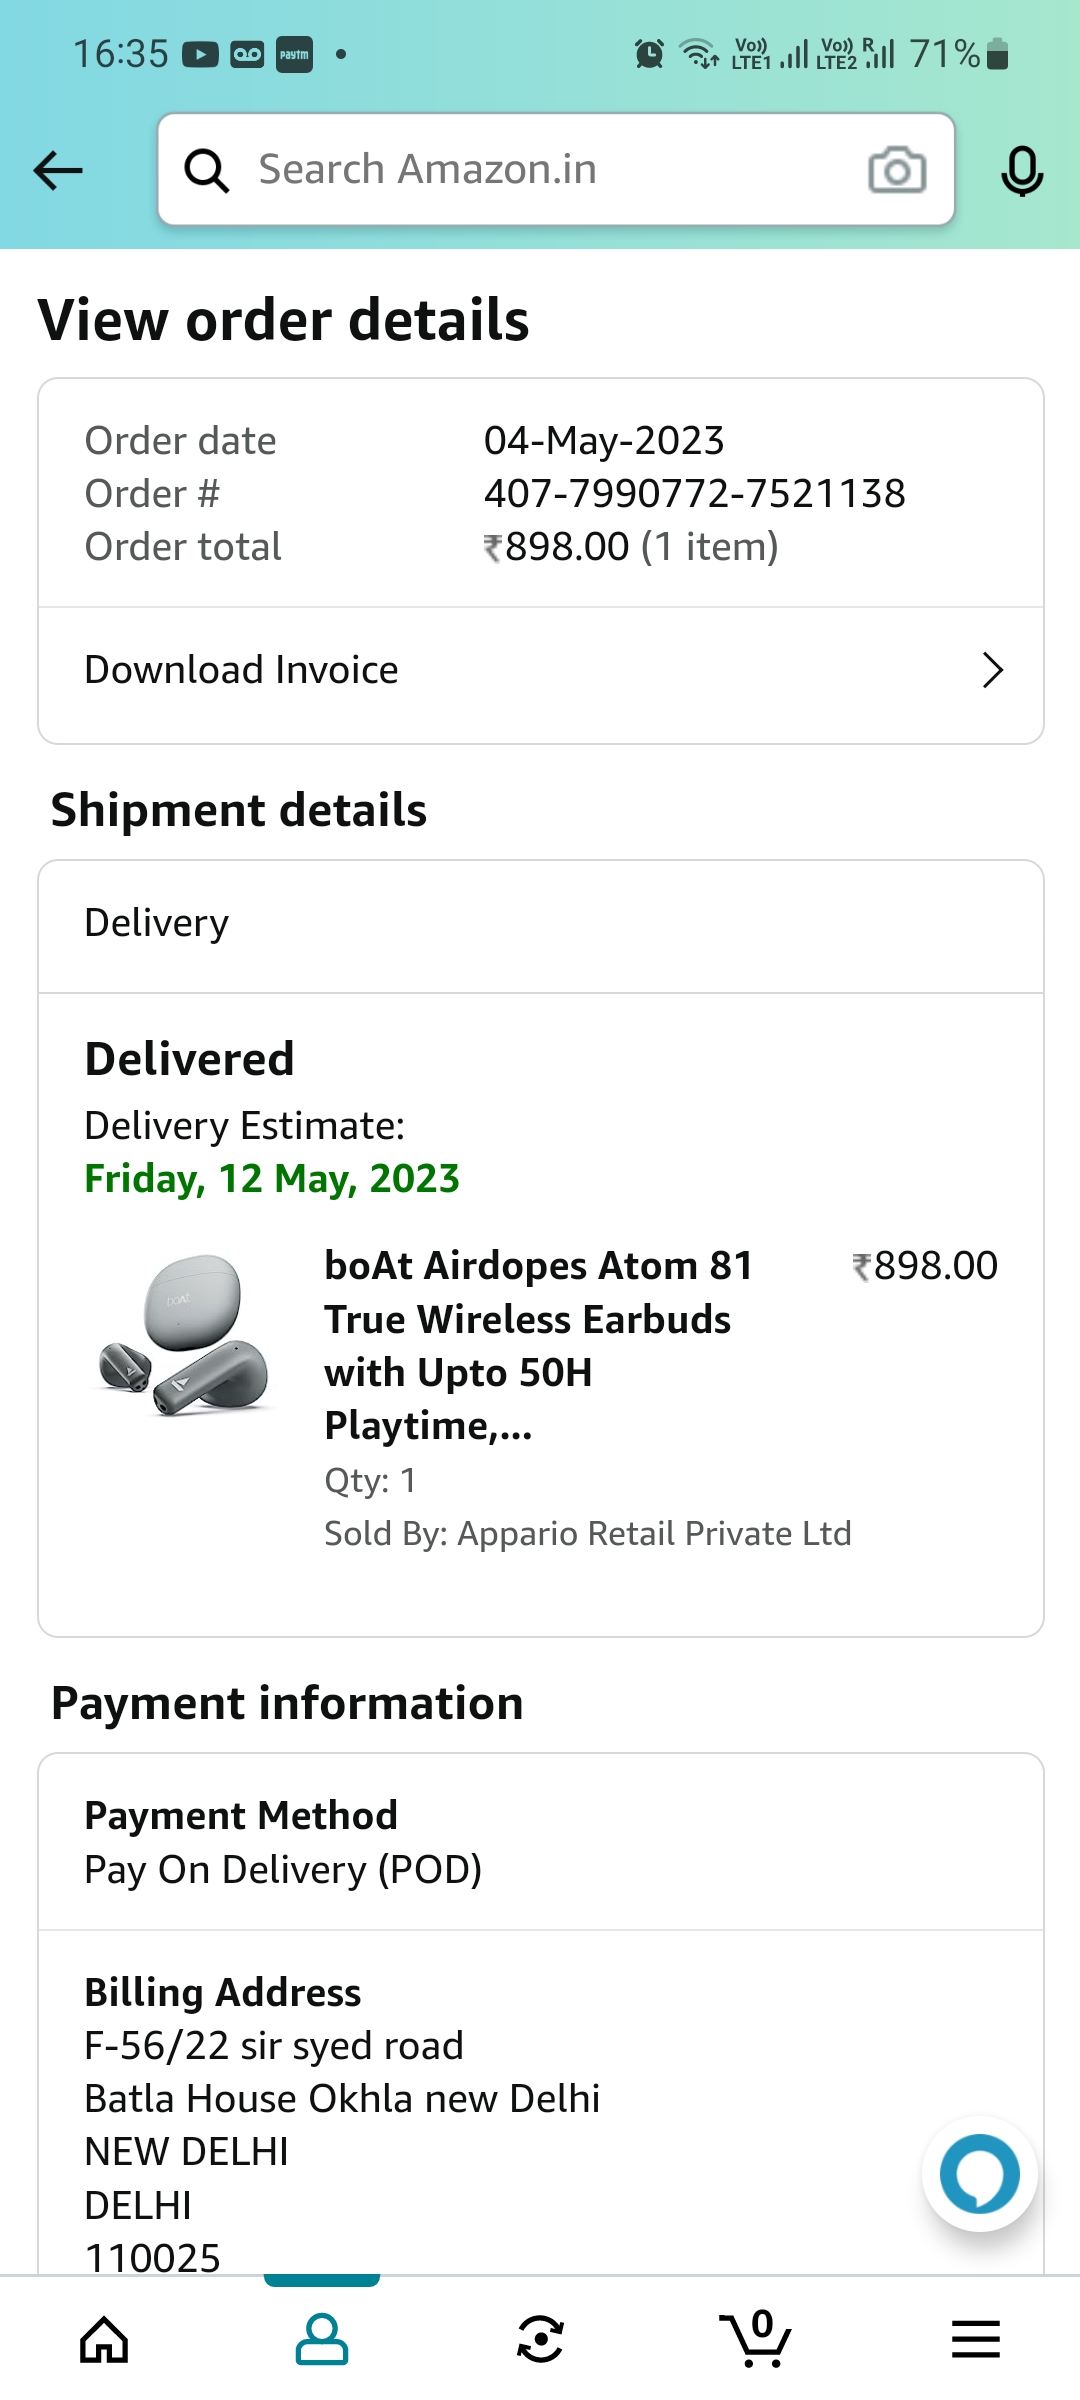 16:35 paytm Vo)) LTE1 Vo)) LTE2 R 71%
Search Amazon.in
View order details
Order date 04-May-2023
Order # 407-7990772-7521138
Order total ₹898.00 (1 item)
Download Invoice
Shipment details
Delivery
Delivered
Delivery Estimate:
Friday, 12 May, 2023
boAt
boAt Airdopes Atom 81 ₹898.00
True Wireless Earbuds
with Upto 50H
Playtime,...
Qty: 1
Sold By: Appario Retail Private Ltd
Payment information
Payment Method
Pay On Delivery (POD)
Billing Address
F-56/22 sir syed road
Batla House Okhla new Delhi
NEW DELHI
DELHI
110025
0